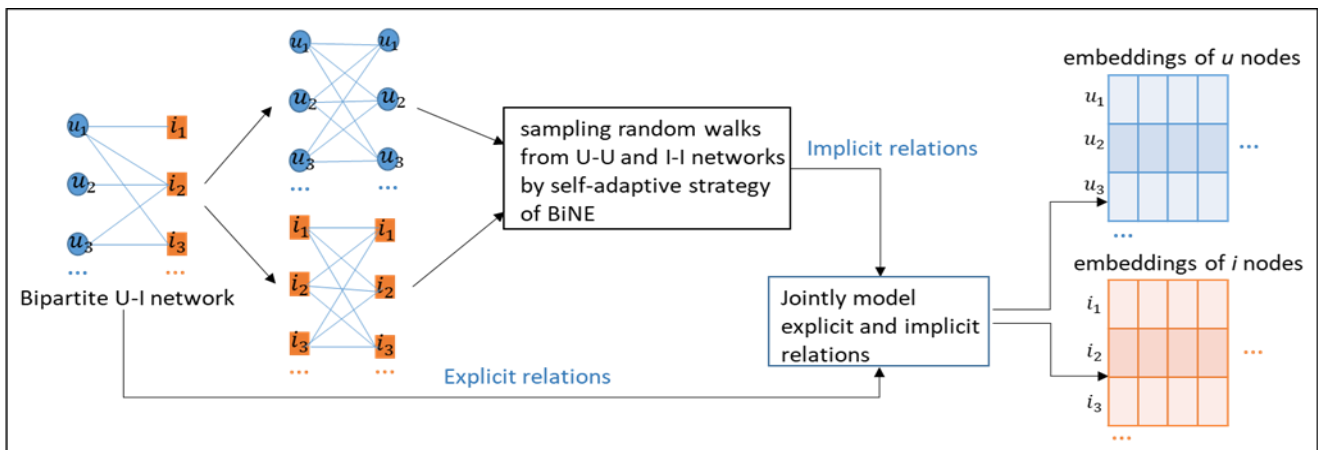 u₁
i₁
u₂
i₂
u₃
i₃
...
...
Bipartite U-I network
u₁
u₁
u₂
u₂
u₃
u₃
...
...
i₁
i₁
i₂
i₂
i₃
i₃
...
...
sampling random walks
from U-U and I-I networks
by self-adaptive strategy
of BiNE
Implicit relations
Explicit relations
Jointly model
explicit and implicit
relations
embeddings of u nodes
u₁
u₂
...
u₃
...
embeddings of i nodes
i₁
i₂
...
i₃
...